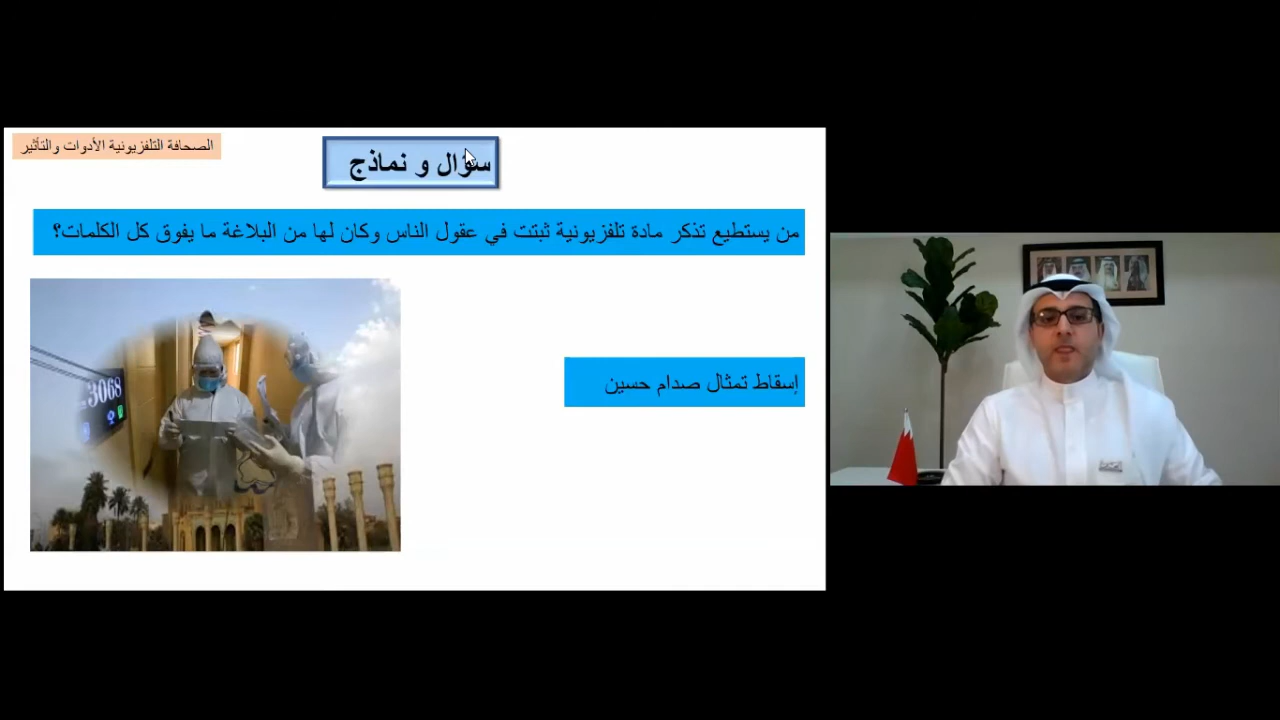 الصحافة التلفزيونية الأدوات والتأثير
سؤال و نماذج
من يستطيع تذكر مادة تلفزيونية ثبتت في عقول الناس وكان لها من البلاغة ما يفوق كل الكلمات؟
3068
إسقاط تمثال صدام حسين